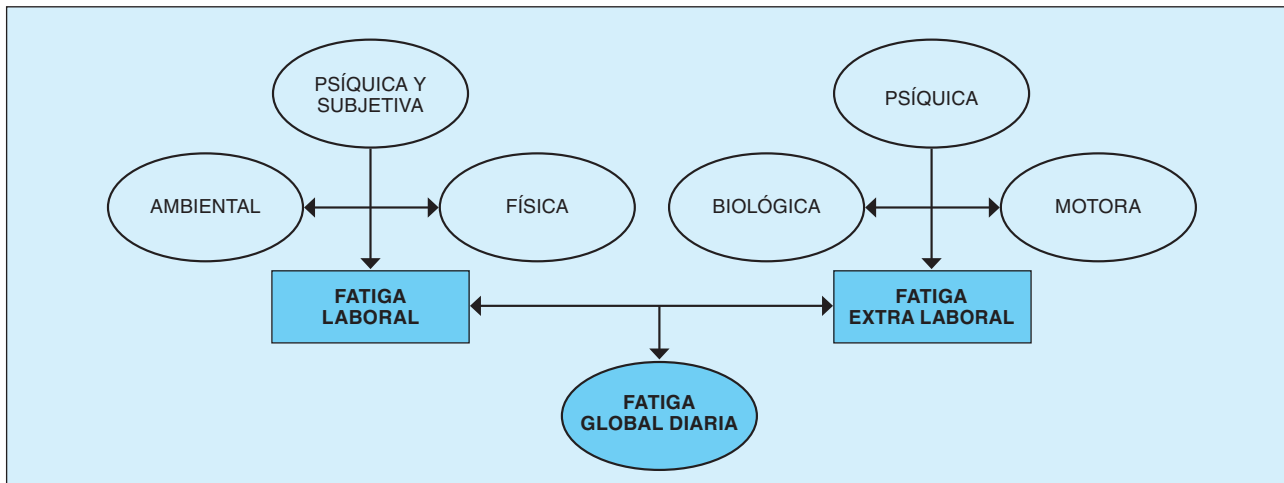 PSÍQUICA Y
SUBJETIVA
PSÍQUICA
AMBIENTAL
FÍSICA
BIOLÓGICA
MOTORA
FATIGA
LABORAL
FATIGA
EXTRA LABORAL
FATIGA
GLOBAL DIARIA